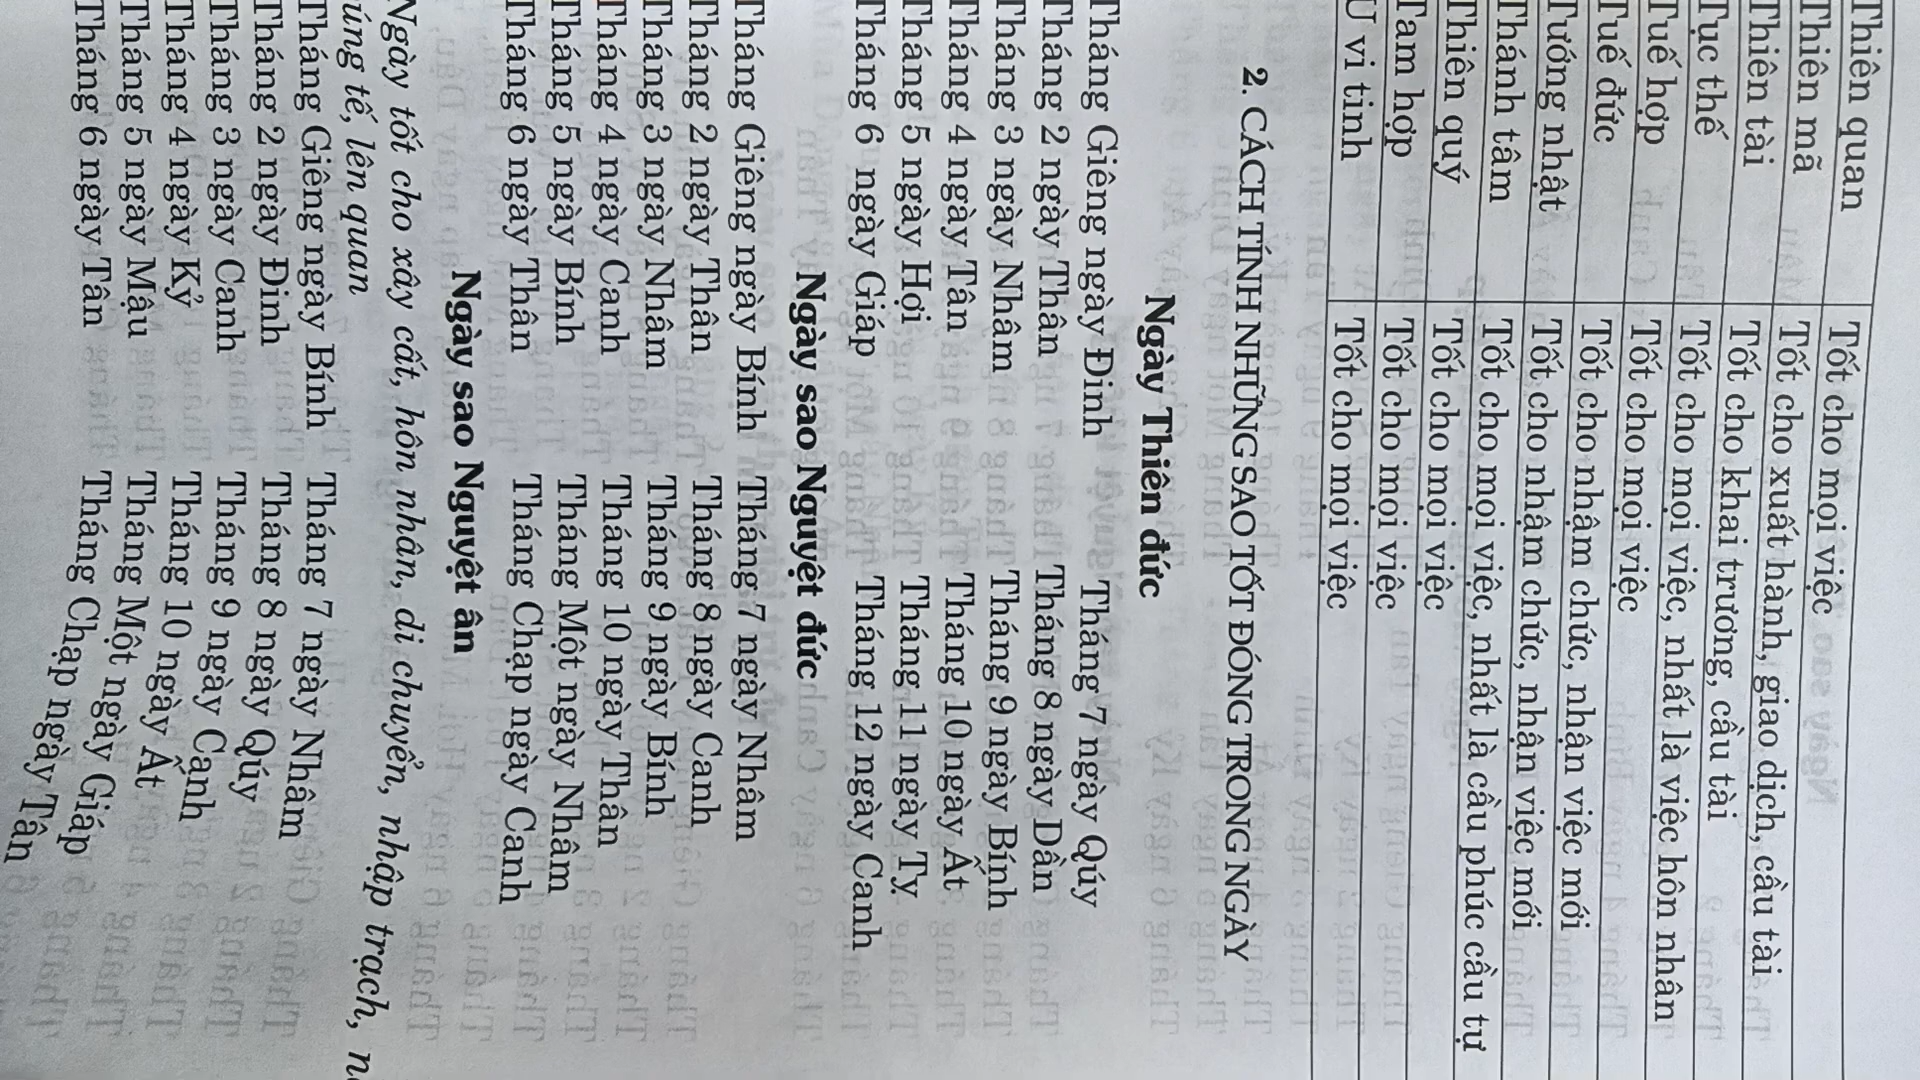 Thiên quan Tốt cho mọi việc
Thiên mã Tốt cho xuất hành, giao dịch, cầu tài
Thiên tài Tốt cho khai trương, cầu tài
Tục thế Tốt cho mọi việc, nhất là việc hôn nhân
Tuế hợp Tốt cho mọi việc
Tuế đức Tốt cho nhậm chức, nhận việc mới
Tướng nhật Tốt cho nhậm chức, nhận việc mới
Thánh tâm Tốt cho mọi việc, nhất là cầu phúc cầu tự
Thiên quý Tốt cho mọi việc
Tam hợp Tốt cho mọi việc
U vi tinh Tốt cho mọi việc
2. CÁCH TÍNH NHỮNG SAO TỐT ĐÓNG TRONG NGÀY
Ngày Thiên đức
Tháng Giêng ngày Đinh Tháng 7 ngày Qúy
Tháng 2 ngày Thân Tháng 8 ngày Dần
Tháng 3 ngày Nhâm Tháng 9 ngày Bính
Tháng 4 ngày Tân Tháng 10 ngày Ất
Tháng 5 ngày Hợi Tháng 11 ngày Tỵ
Tháng 6 ngày Giáp Tháng 12 ngày Canh
Ngày sao Nguyệt đức
Tháng Giêng ngày Bính Tháng 7 ngày Nhâm
Tháng 2 ngày Thân Tháng 8 ngày Canh
Tháng 3 ngày Nhâm Tháng 9 ngày Bính
Tháng 4 ngày Canh Tháng 10 ngày Thân
Tháng 5 ngày Bính Tháng Một ngày Nhâm
Tháng 6 ngày Thân Tháng Chạp ngày Canh
Ngày sao Nguyệt ân
Ngày tốt cho xây cất, hôn nhân, di chuyển, nhập trạch,
cúng tế, lên quan
Tháng Giêng ngày Bính Tháng 7 ngày Nhâm
Tháng 2 ngày Đinh Tháng 8 ngày Qúy
Tháng 3 ngày Canh Tháng 9 ngày Canh
Tháng 4 ngày Kỷ Tháng 10 ngày Ất
Tháng 5 ngày Mậu Tháng Một ngày Giáp
Tháng 6 ngày Tân Tháng Chạp ngày Tân